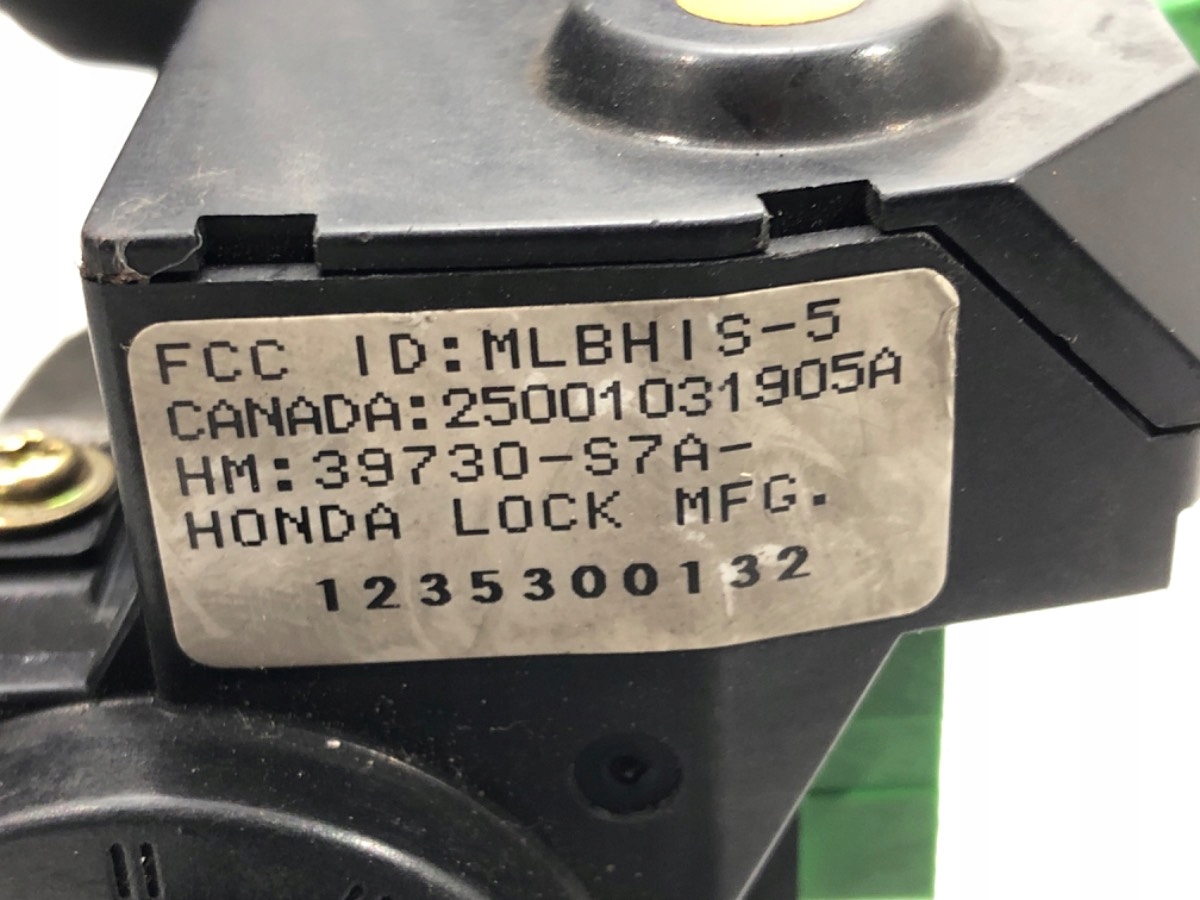 FCC ID:MLBHIS-5
CANADA:25001031905A
HM:39730-S7A-
HONDA LOCK MFG.
1235300132